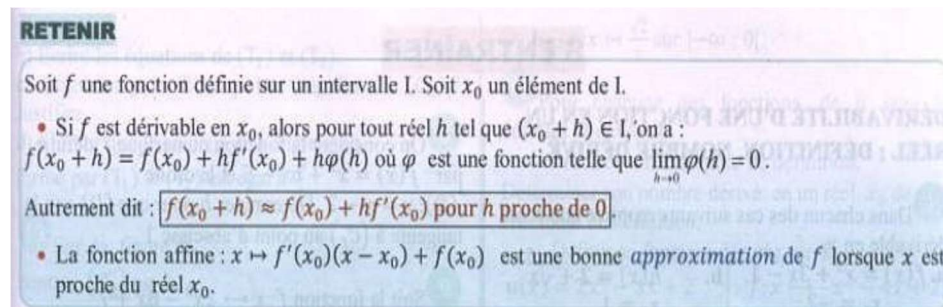 RETENIR
Soit f une fonction définie sur un intervalle I. Soit x₀ un élément de I.
• Si f est dérivable en x₀, alors pour tout réel h tel que (x₀ + h) ∈ I, on a :
f(x₀ + h) = f(x₀) + hf'(x₀) + hφ(h) où φ est une fonction telle que lim φ(h) = 0.
h→0
Autrement dit : f(x₀ + h) ≈ f(x₀) + hf'(x₀) pour h proche de 0.
• La fonction affine : x ↦ f'(x₀)(x − x₀) + f(x₀) est une bonne approximation de f lorsque x est
proche du réel x₀.